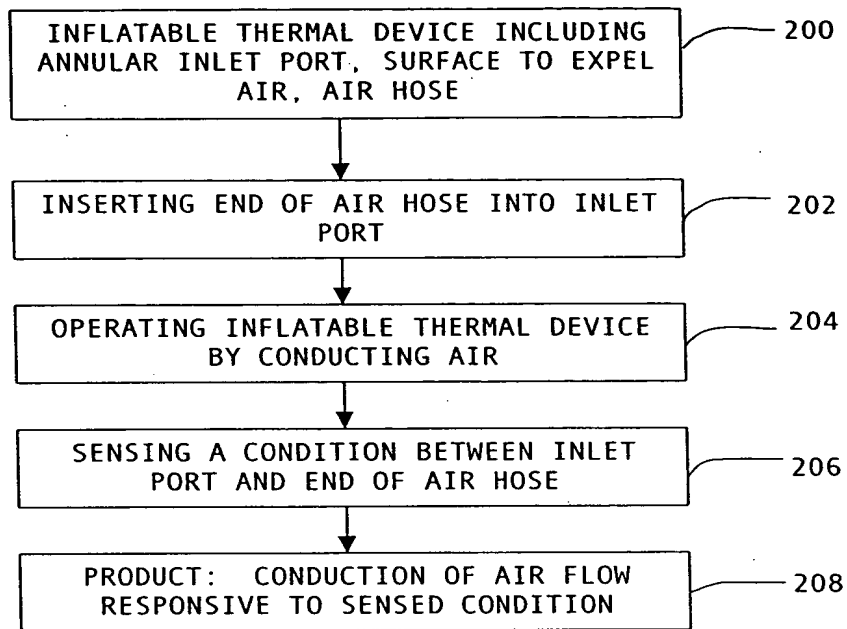 INFLATABLE THERMAL DEVICE INCLUDING
ANNULAR INLET PORT, SURFACE TO EXPEL
AIR, AIR HOSE
200
INSERTING END OF AIR HOSE INTO INLET
PORT
202
OPERATING INFLATABLE THERMAL DEVICE
BY CONDUCTING AIR
204
SENSING A CONDITION BETWEEN INLET
PORT AND END OF AIR HOSE
206
PRODUCT: CONDUCTION OF AIR FLOW
RESPONSIVE TO SENSED CONDITION
208